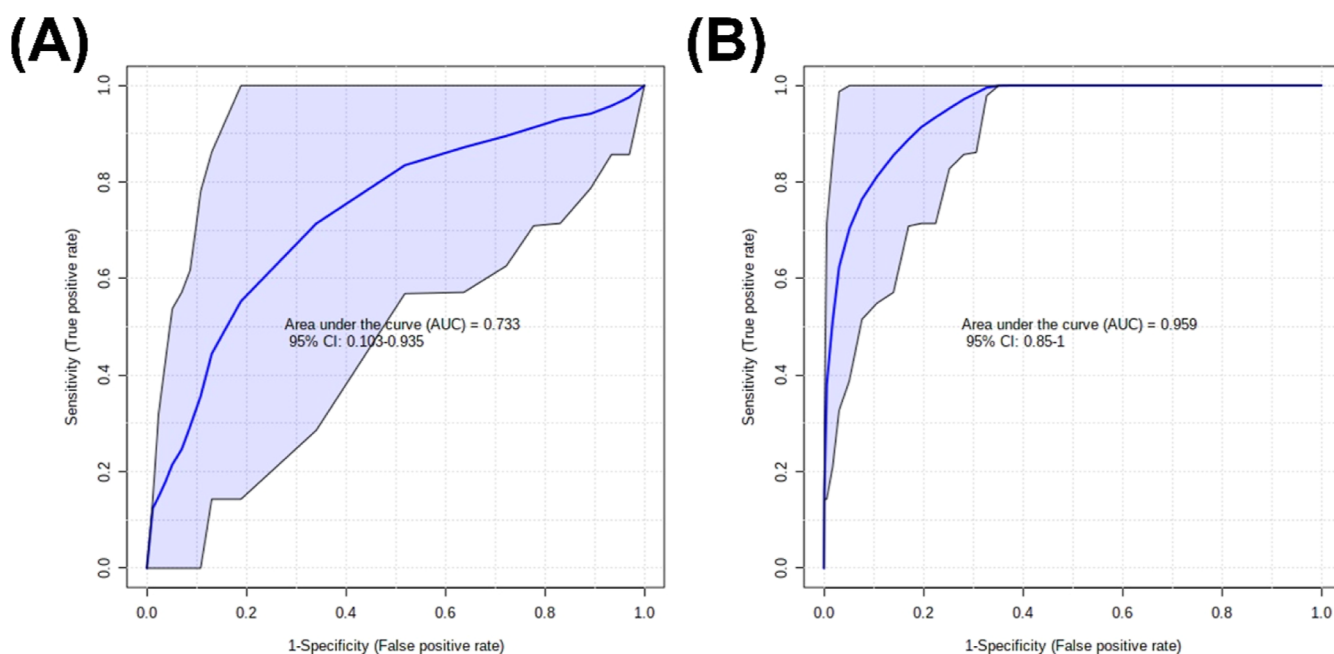 (A)
1.0
0.8
0.6
0.4
0.2
0.0
Sensitivity (True positive rate)
Area under the curve (AUC) = 0.733
95% CI: 0.103-0.935
0.0 0.2 0.4 0.6 0.8 1.0
1-Specificity (False positive rate)
(B)
1.0
0.8
0.6
0.4
0.2
0.0
Sensitivity (True positive rate)
Area under the curve (AUC) = 0.959
95% CI: 0.85-1
0.0 0.2 0.4 0.6 0.8 1.0
1-Specificity (False positive rate)